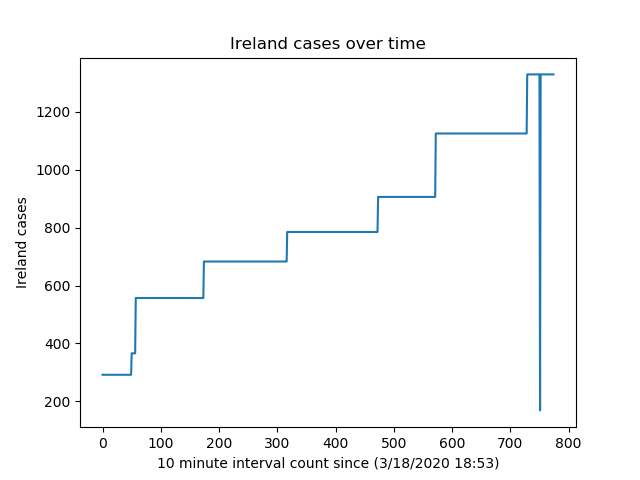 Ireland cases over time
1200
1000
800
600
400
200
Ireland cases
0 100 200 300 400 500 600 700 800
10 minute interval count since (3/18/2020 18:53)